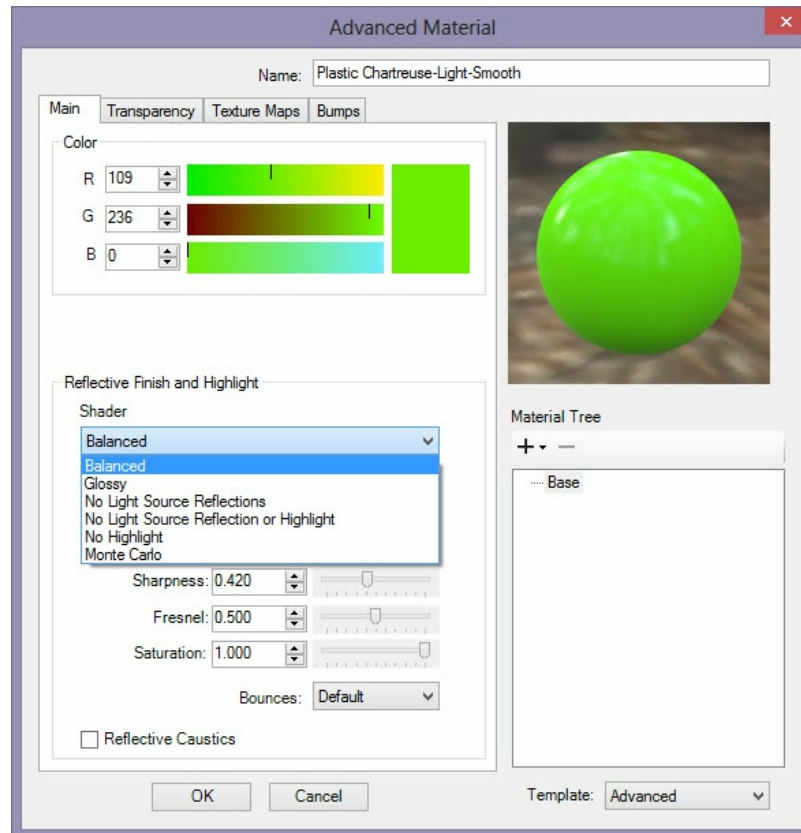 Advanced Material
Name: Plastic Chartreuse-Light-Smooth
Main Transparency Texture Maps Bumps
Color
R 109
G 236
B 0
Reflective Finish and Highlight
Shader
Balanced
Balanced
Glossy
No Light Source Reflections
No Light Source Reflection or Highlight
No Highlight
Monte Carlo
Sharpness: 0.420
Fresnel: 0.500
Saturation: 1.000
Bounces: Default
Reflective Caustics
OK Cancel
Material Tree
Base
Template: Advanced